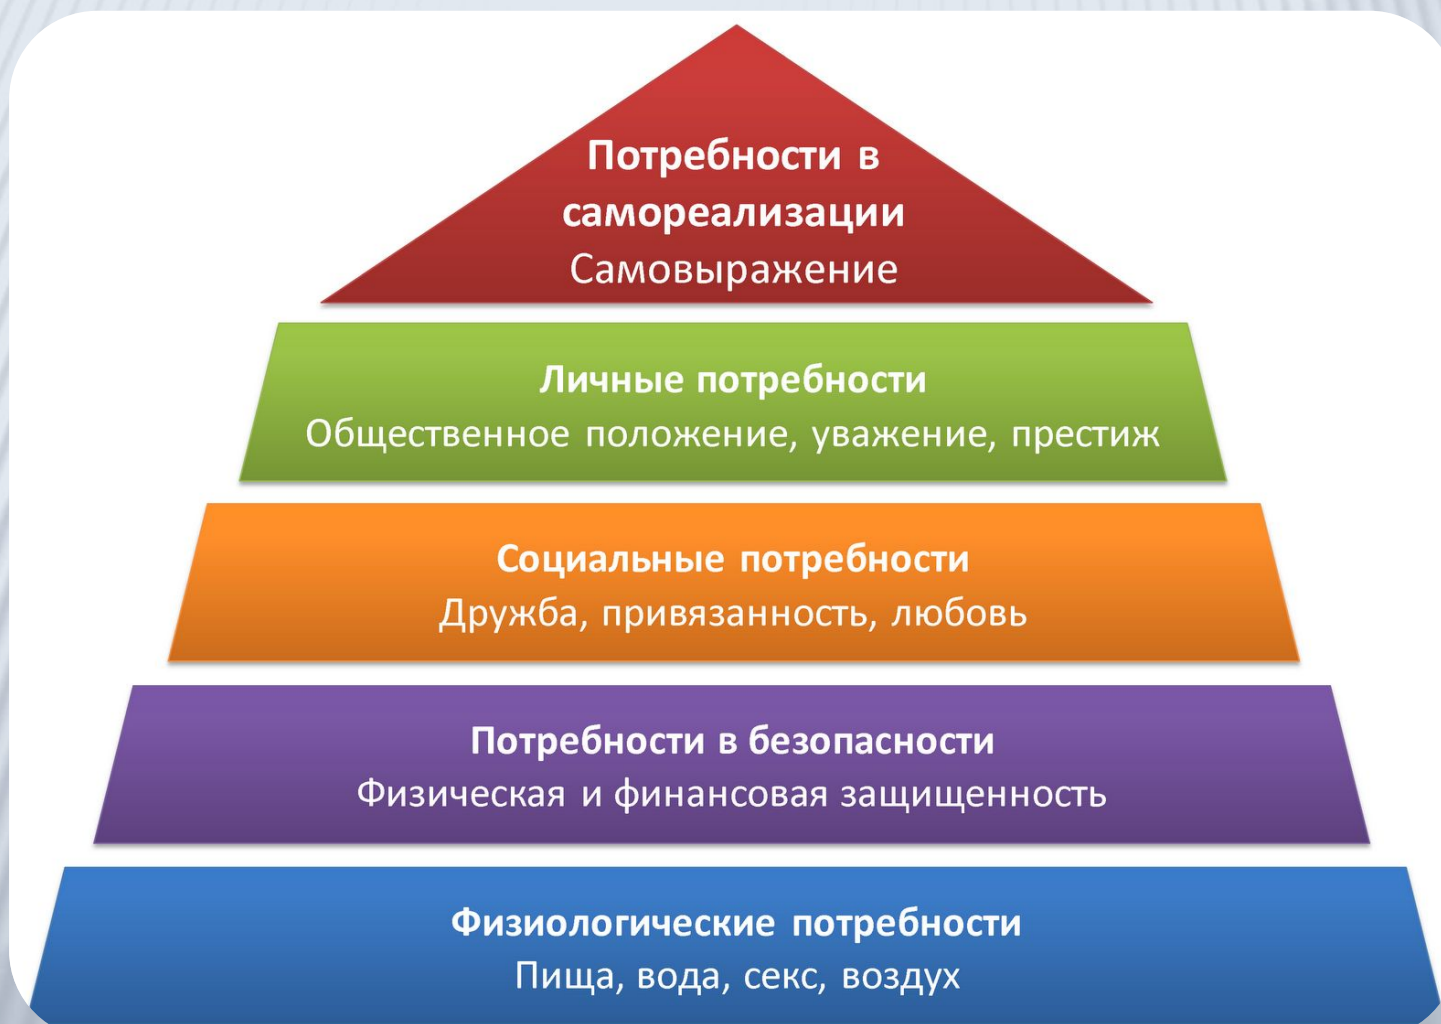 Потребности в
самореализации
Самовыражение
Личные потребности
Общественное положение, уважение, престиж
Социальные потребности
Дружба, привязанность, любовь
Потребности в безопасности
Физическая и финансовая защищенность
Физиологические потребности
Пища, вода, секс, воздух